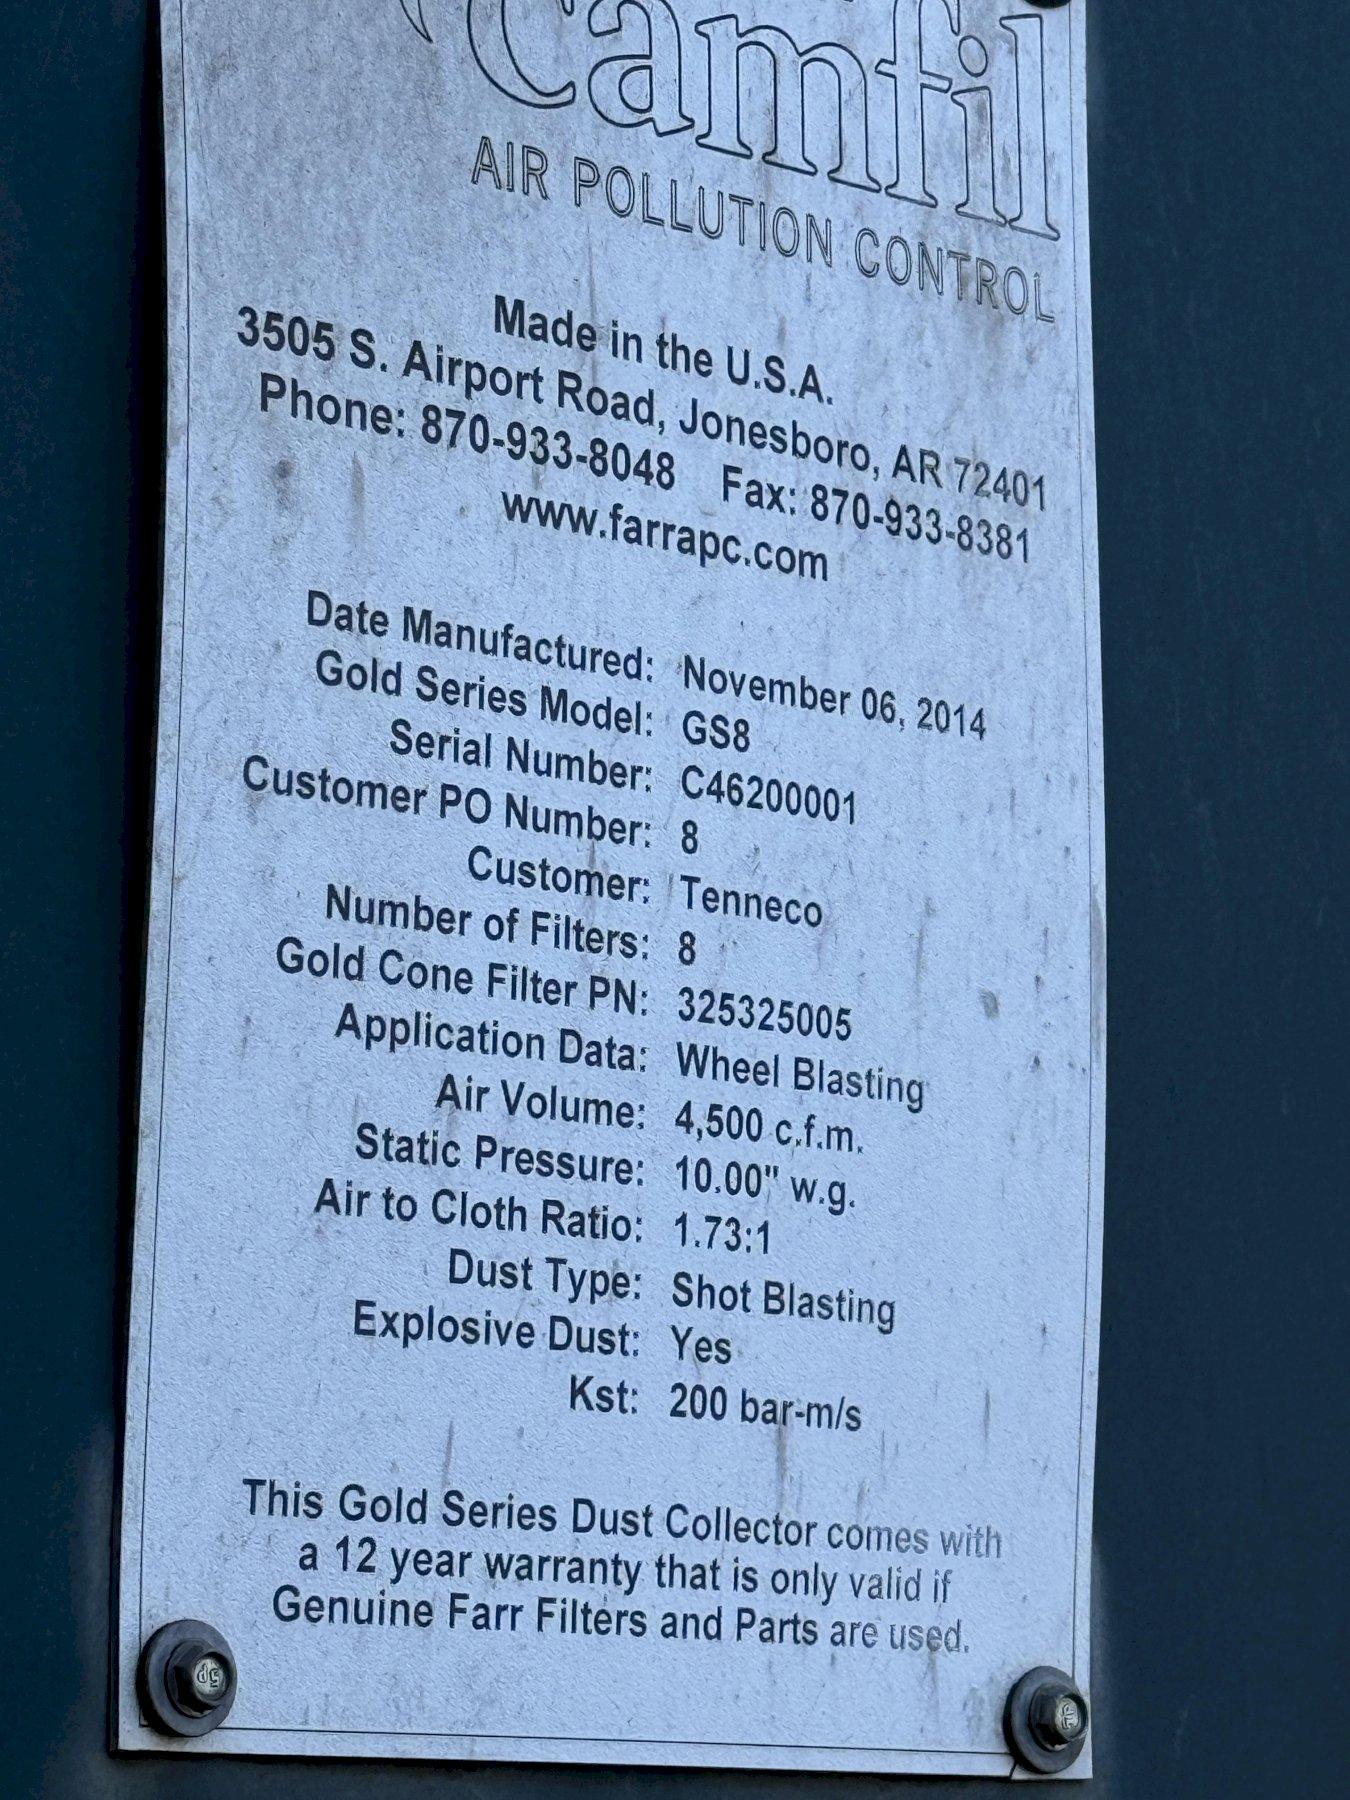 Camfil
AIR POLLUTION CONTROL
Made in the U.S.A.
3505 S. Airport Road, Jonesboro, AR 72401
Phone: 870-933-8048 Fax: 870-933-8381
www.farrapc.com
Date Manufactured: November 06, 2014
Gold Series Model: GS8
Serial Number: C46200001
Customer PO Number: 8
Customer: Tenneco
Number of Filters: 8
Gold Cone Filter PN: 325325005
Application Data: Wheel Blasting
Air Volume: 4,500 c.f.m.
Static Pressure: 10.00" w.g.
Air to Cloth Ratio: 1.73:1
Dust Type: Shot Blasting
Explosive Dust: Yes
Kst: 200 bar-m/s
This Gold Series Dust Collector comes with
a 12 year warranty that is only valid if
Genuine Farr Filters and Parts are used.